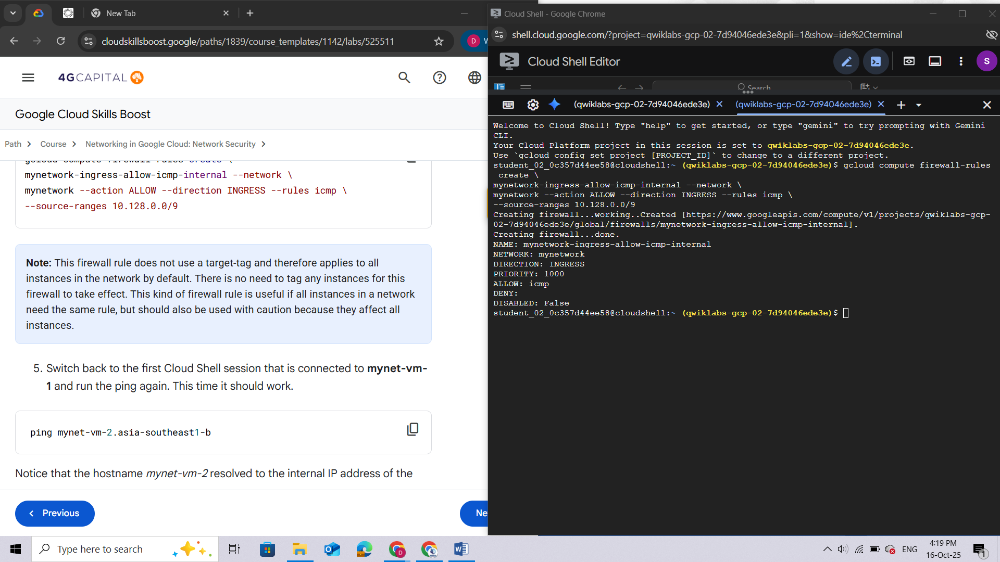 New Tab
cloudskillsboost.google/paths/1839/course_templates/1142/labs/525511
D
4GCAPITAL
Google Cloud Skills Boost
Path
Course
Networking in Google Cloud: Network Security
gcloud compute firewall-rules create \
mynetwork-ingress-allow-icmp-internal --network \
mynetwork --action ALLOW --direction INGRESS --rules icmp \
--source-ranges 10.128.0.0/9
Note: This firewall rule does not use a target-tag and therefore applies to all
instances in the network by default. There is no need to tag any instances for this
firewall to take effect. This kind of firewall rule is useful if all instances in a network
need the same rule, but should also be used with caution because they affect all
instances.
5. Switch back to the first Cloud Shell session that is connected to mynet-vm-
1 and run the ping again. This time it should work.
ping mynet-vm-2.asia-southeast1-b
Notice that the hostname mynet-vm-2 resolved to the internal IP address of the
Previous
Ne
Cloud Shell - Google Chrome
shell.cloud.google.com/?project=qwiklabs-gcp-02-7d94046ede3e&pli=1&show=ide%2Cterminal
Cloud Shell Editor
S
Search
(qwiklabs-gcp-02-7d94046ede3e)
(qwiklabs-gcp-02-7d94046ede3e)
Welcome to Cloud Shell! Type "help" to get started, or type "gemini" to try prompting with Gemini
CLI.
Your Cloud Platform project in this session is set to qwiklabs-gcp-02-7d94046ede3e.
Use `gcloud config set project [PROJECT_ID]` to change to a different project.
student_02_0c357d44ee58@cloudshell:~ (qwiklabs-gcp-02-7d94046ede3e)$ gcloud compute firewall-rules
create \
mynetwork-ingress-allow-icmp-internal --network \
mynetwork --action ALLOW --direction INGRESS --rules icmp \
--source-ranges 10.128.0.0/9
Creating firewall...working..Created [https://www.googleapis.com/compute/v1/projects/qwiklabs-gcp-
02-7d94046ede3e/global/firewalls/mynetwork-ingress-allow-icmp-internal].
Creating firewall...done.
NAME: mynetwork-ingress-allow-icmp-internal
NETWORK: mynetwork
DIRECTION: INGRESS
PRIORITY: 1000
ALLOW: icmp
DENY:
DISABLED: False
student_02_0c357d44ee58@cloudshell:~ (qwiklabs-gcp-02-7d94046ede3e)$
Type here to search
ENG
4:19 PM
16-Oct-25
1